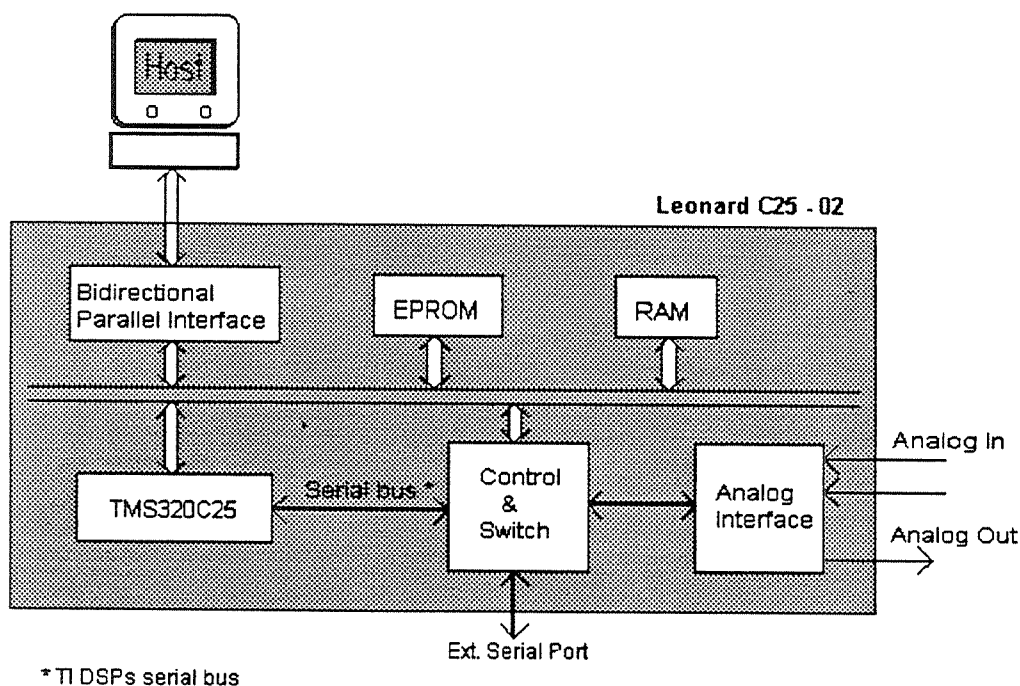 Host
Leonard C25 - 02
Bidirectional
Parallel Interface
EPROM
RAM
TMS320C25
Serial bus *
Control
&
Switch
Analog
Interface
Analog In
Analog Out
Ext. Serial Port
* TI DSPs serial bus